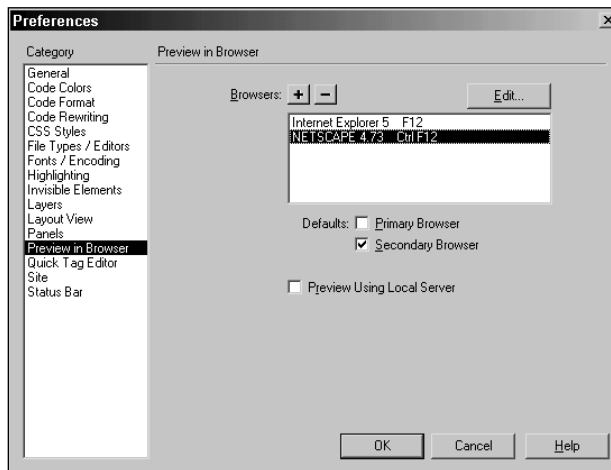 Preferences
Category
Preview in Browser
General
Code Colors
Code Format
Code Rewriting
CSS Styles
File Types / Editors
Fonts / Encoding
Highlighting
Invisible Elements
Layers
Layout View
Panels
Preview in Browser
Quick Tag Editor
Site
Status Bar
Browsers: + − Edit...
Internet Explorer 5 F12
NETSCAPE 4.73 Ctrl F12
Defaults: Primary Browser
Secondary Browser
Preview Using Local Server
OK Cancel Help